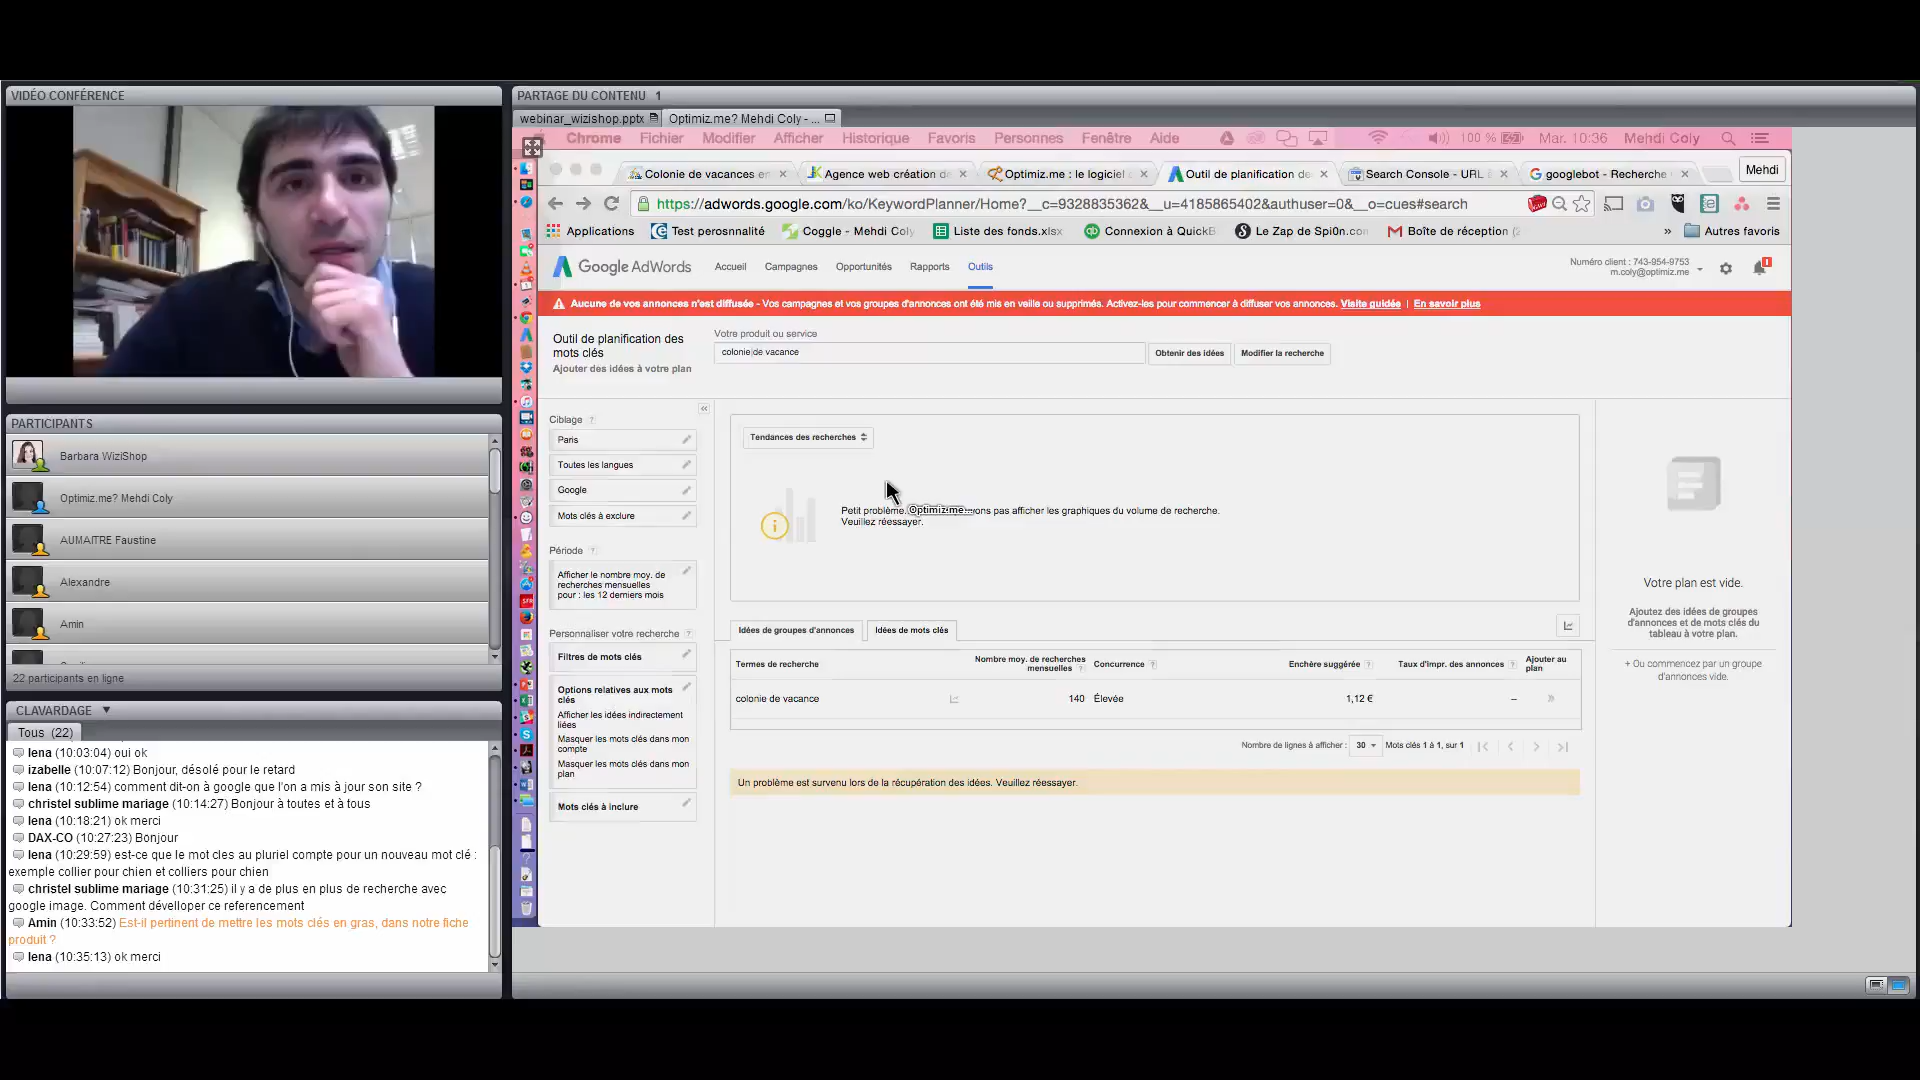 VIDÉO CONFÉRENCE
PARTICIPANTS
Barbara WiziShop
Optimiz.me? Mehdi Coly
AUMAITRE Faustine
Alexandre
Amin
22 participants en ligne
CLAVARDAGE
Tous (22)
lena (10:03:04) oui ok
izabelle (10:07:12) Bonjour, désolé pour le retard
lena (10:12:54) comment dit-on à google que l'on a mis à jour son site ?
christel sublime mariage (10:14:27) Bonjour à toutes et à tous
lena (10:18:21) ok merci
DAX-CO (10:27:23) Bonjour
lena (10:29:59) est-ce que le mot cles au pluriel compte pour un nouveau mot clé :
exemple collier pour chien et colliers pour chien
christel sublime mariage (10:31:25) il y a de plus en plus de recherche avec
google image. Comment dévelloper ce referencement
Amin (10:33:52) Est-il pertinent de mettre les mots clés en gras, dans notre fiche
produit ?
lena (10:35:13) ok merci
PARTAGE DU CONTENU 1
webinar_wizishop.pptx Optimiz.me? Mehdi Coly - ...
Chrome Fichier Modifier Afficher Historique Favoris Personnes Fenêtre Aide 100 % Mar. 10:36 Mehdi Coly
Colonie de vacances en Agence web création de Optimiz.me : le logiciel Outil de planification de Search Console - URL googlebot - Recherche Mehdi
https://adwords.google.com/ko/KeywordPlanner/Home?__c=9328835362&__u=4185865402&authuser=0&__o=cues#search
Applications Test perosnnalité Coggle - Mehdi Coly Liste des fonds.xlsx Connexion à QuickB Le Zap de Spi0n.com Boîte de réception (2 » Autres favoris
Google AdWords Accueil Campagnes Opportunités Rapports Outils
Numéro client : 743-954-9753
m.coly@optimiz.me
Aucune de vos annonces n'est diffusée - Vos campagnes et vos groupes d'annonces ont été mis en veille ou supprimés. Activez-les pour commencer à diffuser vos annonces. Visite guidée | En savoir plus
Outil de planification des
mots clés
Ajouter des idées à votre plan
Votre produit ou service
colonie de vacance
Obtenir des idées Modifier la recherche
Ciblage ?
Paris
Toutes les langues
Google
Mots clés à exclure
Période ?
Afficher le nombre moy. de
recherches mensuelles
pour : les 12 derniers mois
Personnaliser votre recherche ?
Filtres de mots clés
Options relatives aux mots
clés
Afficher les idées indirectement
liées
Masquer les mots clés dans mon
compte
Masquer les mots clés dans mon
plan
Mots clés à inclure
Tendances des recherches
Petit problème. Optimiz.me... ons pas afficher les graphiques du volume de recherche.
Veuillez réessayer.
Idées de groupes d'annonces Idées de mots clés
Termes de recherche Nombre moy. de recherches mensuelles ? Concurrence ? Enchère suggérée ? Taux d'impr. des annonces ? Ajouter au plan
colonie de vacance 140 Élevée 1,12 € – »
Nombre de lignes à afficher : 30 Mots clés 1 à 1, sur 1
Un problème est survenu lors de la récupération des idées. Veuillez réessayer.
Votre plan est vide.
Ajoutez des idées de groupes
d'annonces et de mots clés du
tableau à votre plan.
+ Ou commencez par un groupe
d'annonces vide.